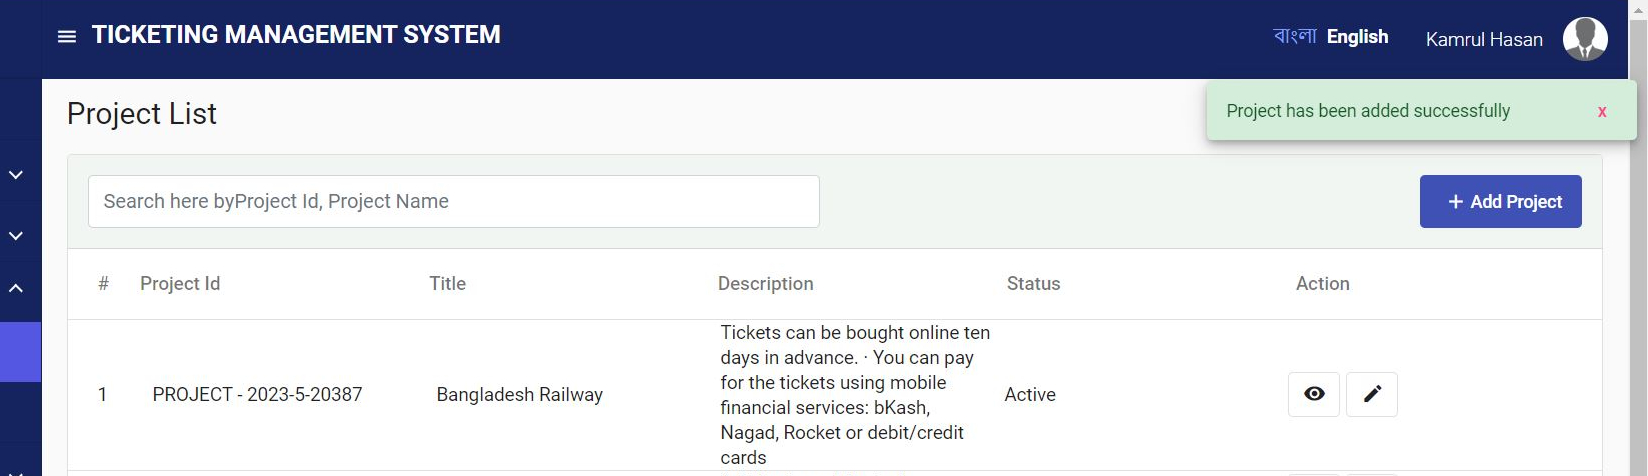 TICKETING MANAGEMENT SYSTEM
বাংলা English Kamrul Hasan
Project List
Project has been added successfully x
Search here byProject Id, Project Name
+ Add Project
# Project Id Title Description Status Action
1 PROJECT - 2023-5-20387 Bangladesh Railway
Tickets can be bought online ten
days in advance. · You can pay
for the tickets using mobile
financial services: bKash,
Nagad, Rocket or debit/credit
cards
Active